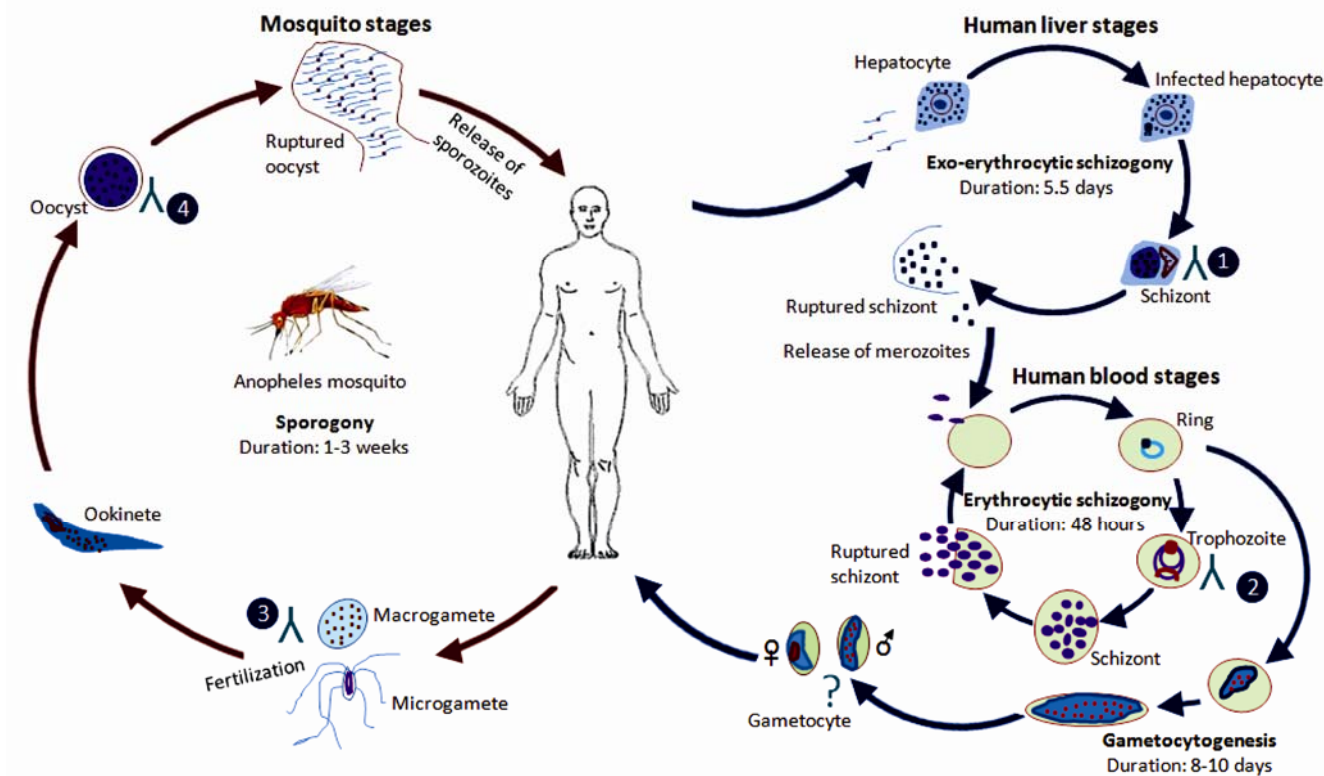 Mosquito stages
Ruptured
oocyst
Release of
sporozoites
Oocyst
4
Anopheles mosquito
Sporogony
Duration: 1-3 weeks
Ookinete
3
Macrogamete
Fertilization
Microgamete
Human liver stages
Hepatocyte
Infected hepatocyte
Exo-erythrocytic schizogony
Duration: 5.5 days
1
Schizont
Ruptured schizont
Release of merozoites
Human blood stages
Ring
Erythrocytic schizogony
Duration: 48 hours
Trophozoite
2
Ruptured
schizont
Schizont
♀ ♂
?
Gametocyte
Gametocytogenesis
Duration: 8-10 days